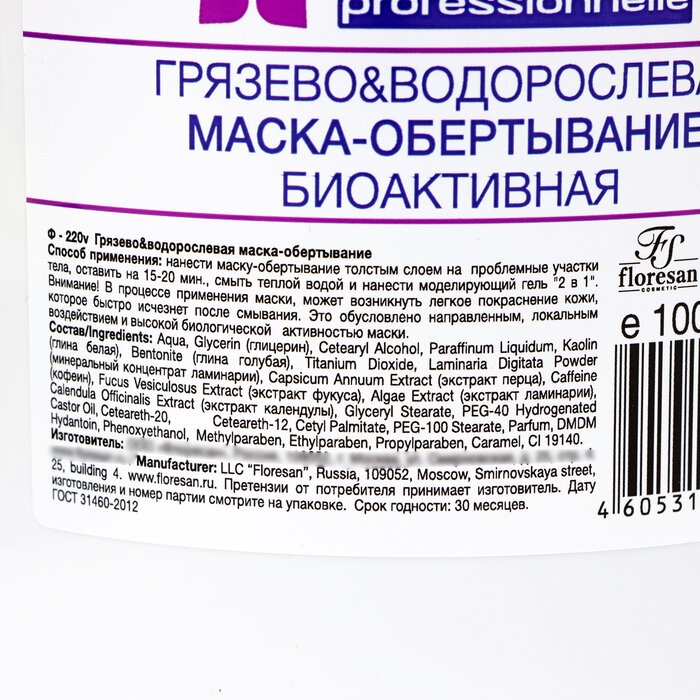 professionnelle
ГРЯЗЕВО&ВОДОРОСЛЕВА
МАСКА-ОБЕРТЫВАНИЕ
БИОАКТИВНАЯ
Ф - 220v Грязево&водорослевая маска-обертывание
Способ применения: нанести маску-обертывание толстым слоем на проблемные участки
тела, оставить на 15-20 мин., смыть теплой водой и нанести моделирующий гель "2 в 1".
Внимание! В процессе применения маски, может возникнуть легкое покраснение кожи,
которое быстро исчезнет после смывания. Это обусловлено направленным, локальным
воздействием и высокой биологической активностью маски.
Состав/Ingredients: Aqua, Glycerin (глицерин), Cetearyl Alcohol, Paraffinum Liquidum, Kaolin
(глина белая), Bentonite (глина голубая), Titanium Dioxide, Laminaria Digitata Powder
(минеральный концентрат ламинарии), Capsicum Annuum Extract (экстракт перца), Caffeine
(кофеин), Fucus Vesiculosus Extract (экстракт фукуса), Algae Extract (экстракт ламинарии),
Calendula Officinalis Extract (экстракт календулы), Glyceryl Stearate, PEG-40 Hydrogenated
Castor Oil, Ceteareth-20, Ceteareth-12, Cetyl Palmitate, PEG-100 Stearate, Parfum, DMDM
Hydantoin, Phenoxyethanol, Methylparaben, Ethylparaben, Propylparaben, Caramel, CI 19140.
Изготовитель:
Manufacturer: LLC "Floresan", Russia, 109052, Moscow, Smirnovskaya street,
25, building 4. www.floresan.ru. Претензии от потребителя принимает изготовитель. Дату
изготовления и номер партии смотрите на упаковке. Срок годности: 30 месяцев.
ГОСТ 31460-2012
FS
floresan
COSMETIC
e 100
4 60531